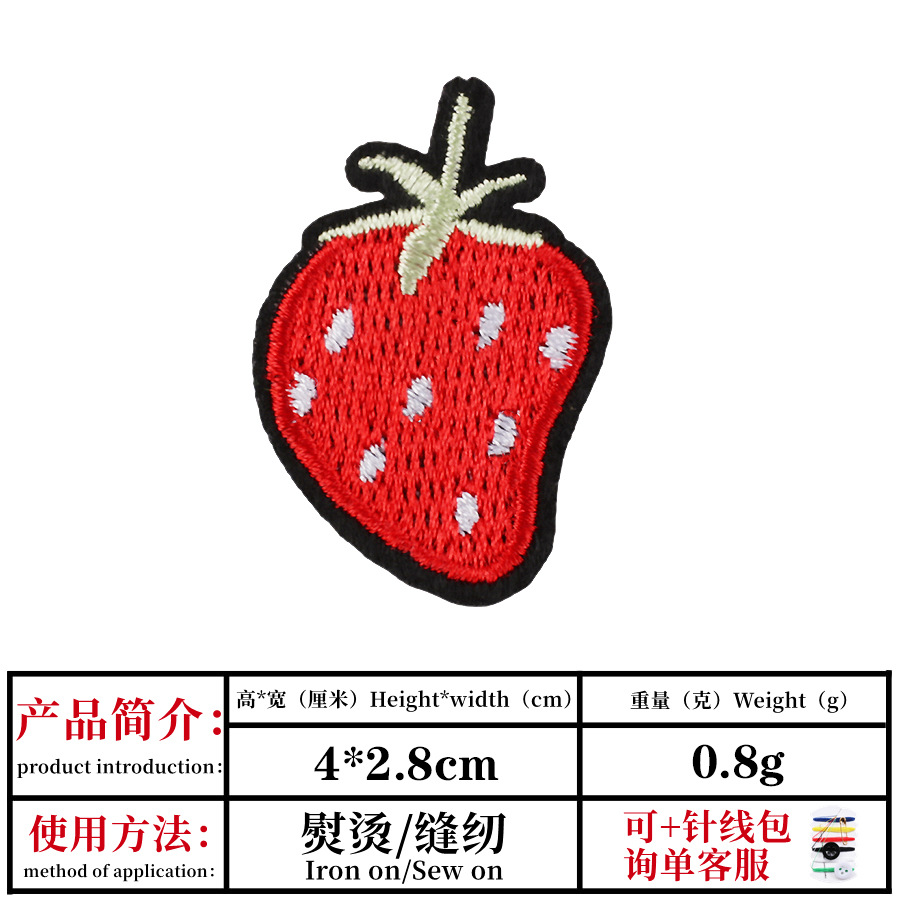 产品简介：
product introduction:
高*宽（厘米）Height*width（cm）
重量（克）Weight（g）
4*2.8cm
0.8g
使用方法：
method of application:
熨烫/缝纫
Iron on/Sew on
可+针线包
询单客服